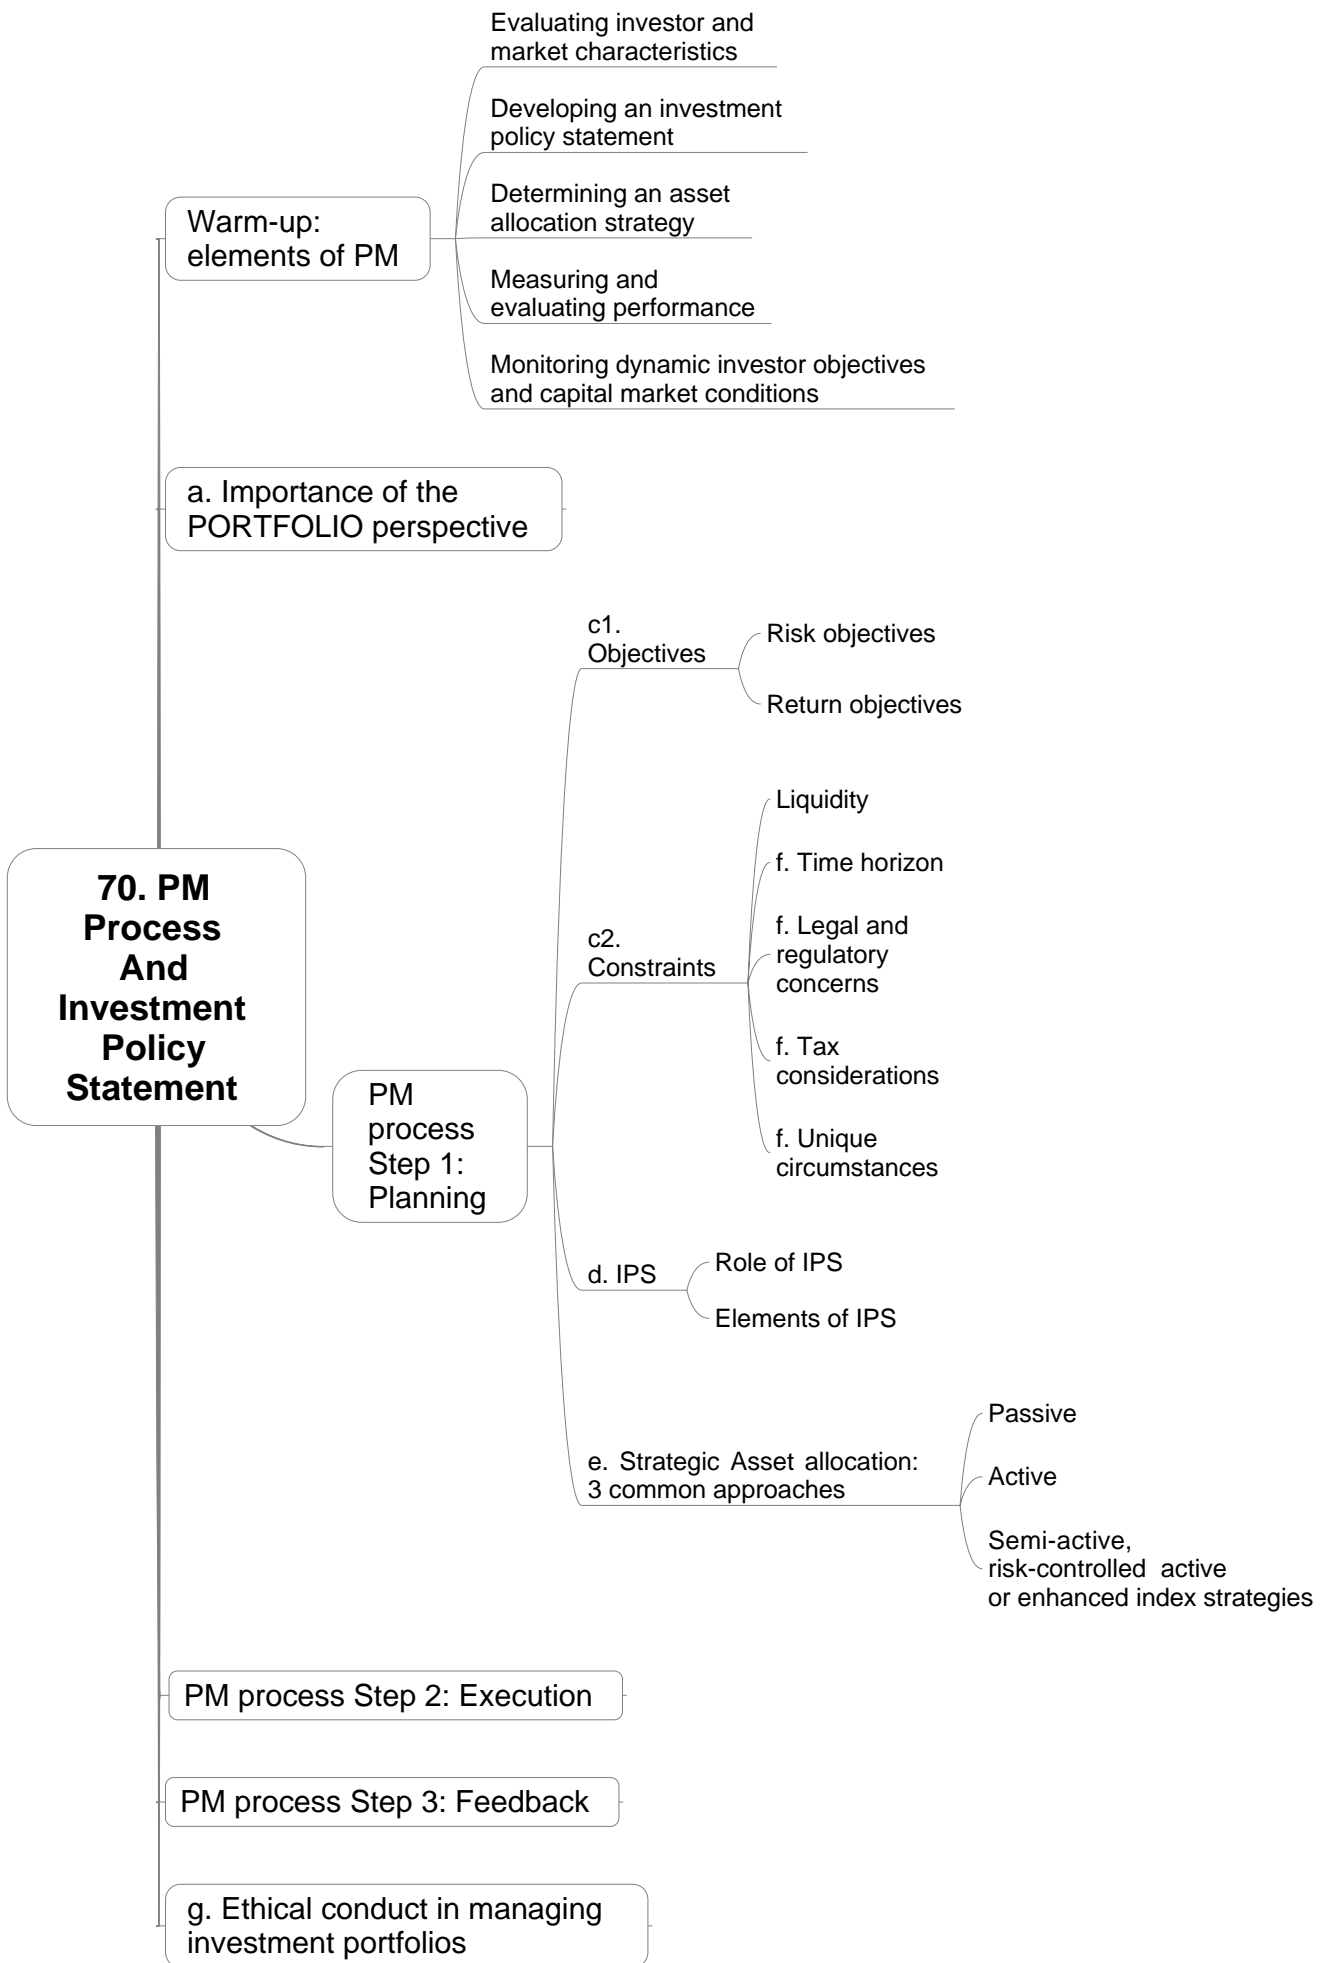 Evaluating investor and
market characteristics
Developing an investment
policy statement
Warm-up:
elements of PM
Determining an asset
allocation strategy
Measuring and
evaluating performance
Monitoring dynamic investor objectives
and capital market conditions
a. Importance of the
PORTFOLIO perspective
70. PM
Process
And
Investment
Policy
Statement
PM
process
Step 1:
Planning
c1.
Objectives
Risk objectives
Return objectives
c2.
Constraints
Liquidity
f. Time horizon
f. Legal and
regulatory
concerns
f. Tax
considerations
f. Unique
circumstances
d. IPS
Role of IPS
Elements of IPS
e. Strategic Asset allocation:
3 common approaches
Passive
Active
Semi-active,
risk-controlled active
or enhanced index strategies
PM process Step 2: Execution
PM process Step 3: Feedback
g. Ethical conduct in managing
investment portfolios